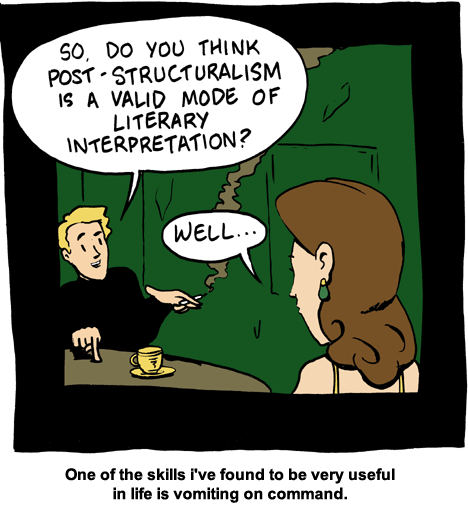 SO, DO YOU THINK
POST-STRUCTURALISM
IS A VALID MODE OF
LITERARY
INTERPRETATION?
WELL...
One of the skills i've found to be very useful
in life is vomiting on command.